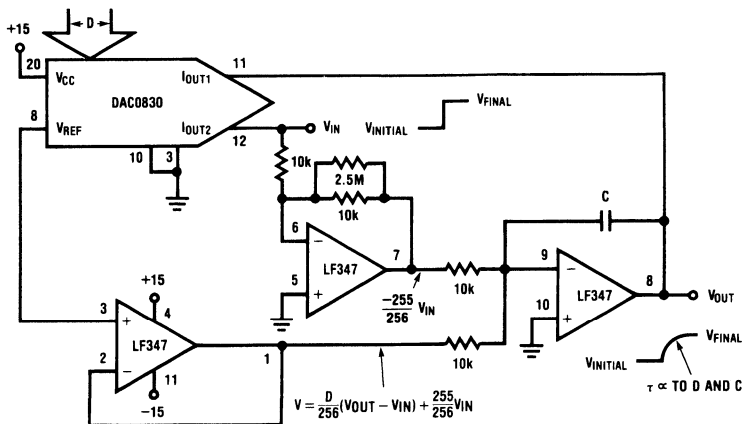 D
+15
20
VCC
IOUT1
11
DAC0830
8
VREF
IOUT2
12
VIN
VINITIAL
VFINAL
10
3
10k
2.5M
10k
C
6
−
7
LF347
5
+
−255/256 VIN
10k
9
−
8
VOUT
LF347
10
+
+15
3
+
4
LF347
1
10k
2
−
11
−15
V = D/256 (VOUT − VIN) + 255/256 VIN
VINITIAL
VFINAL
τ ∝ TO D AND C